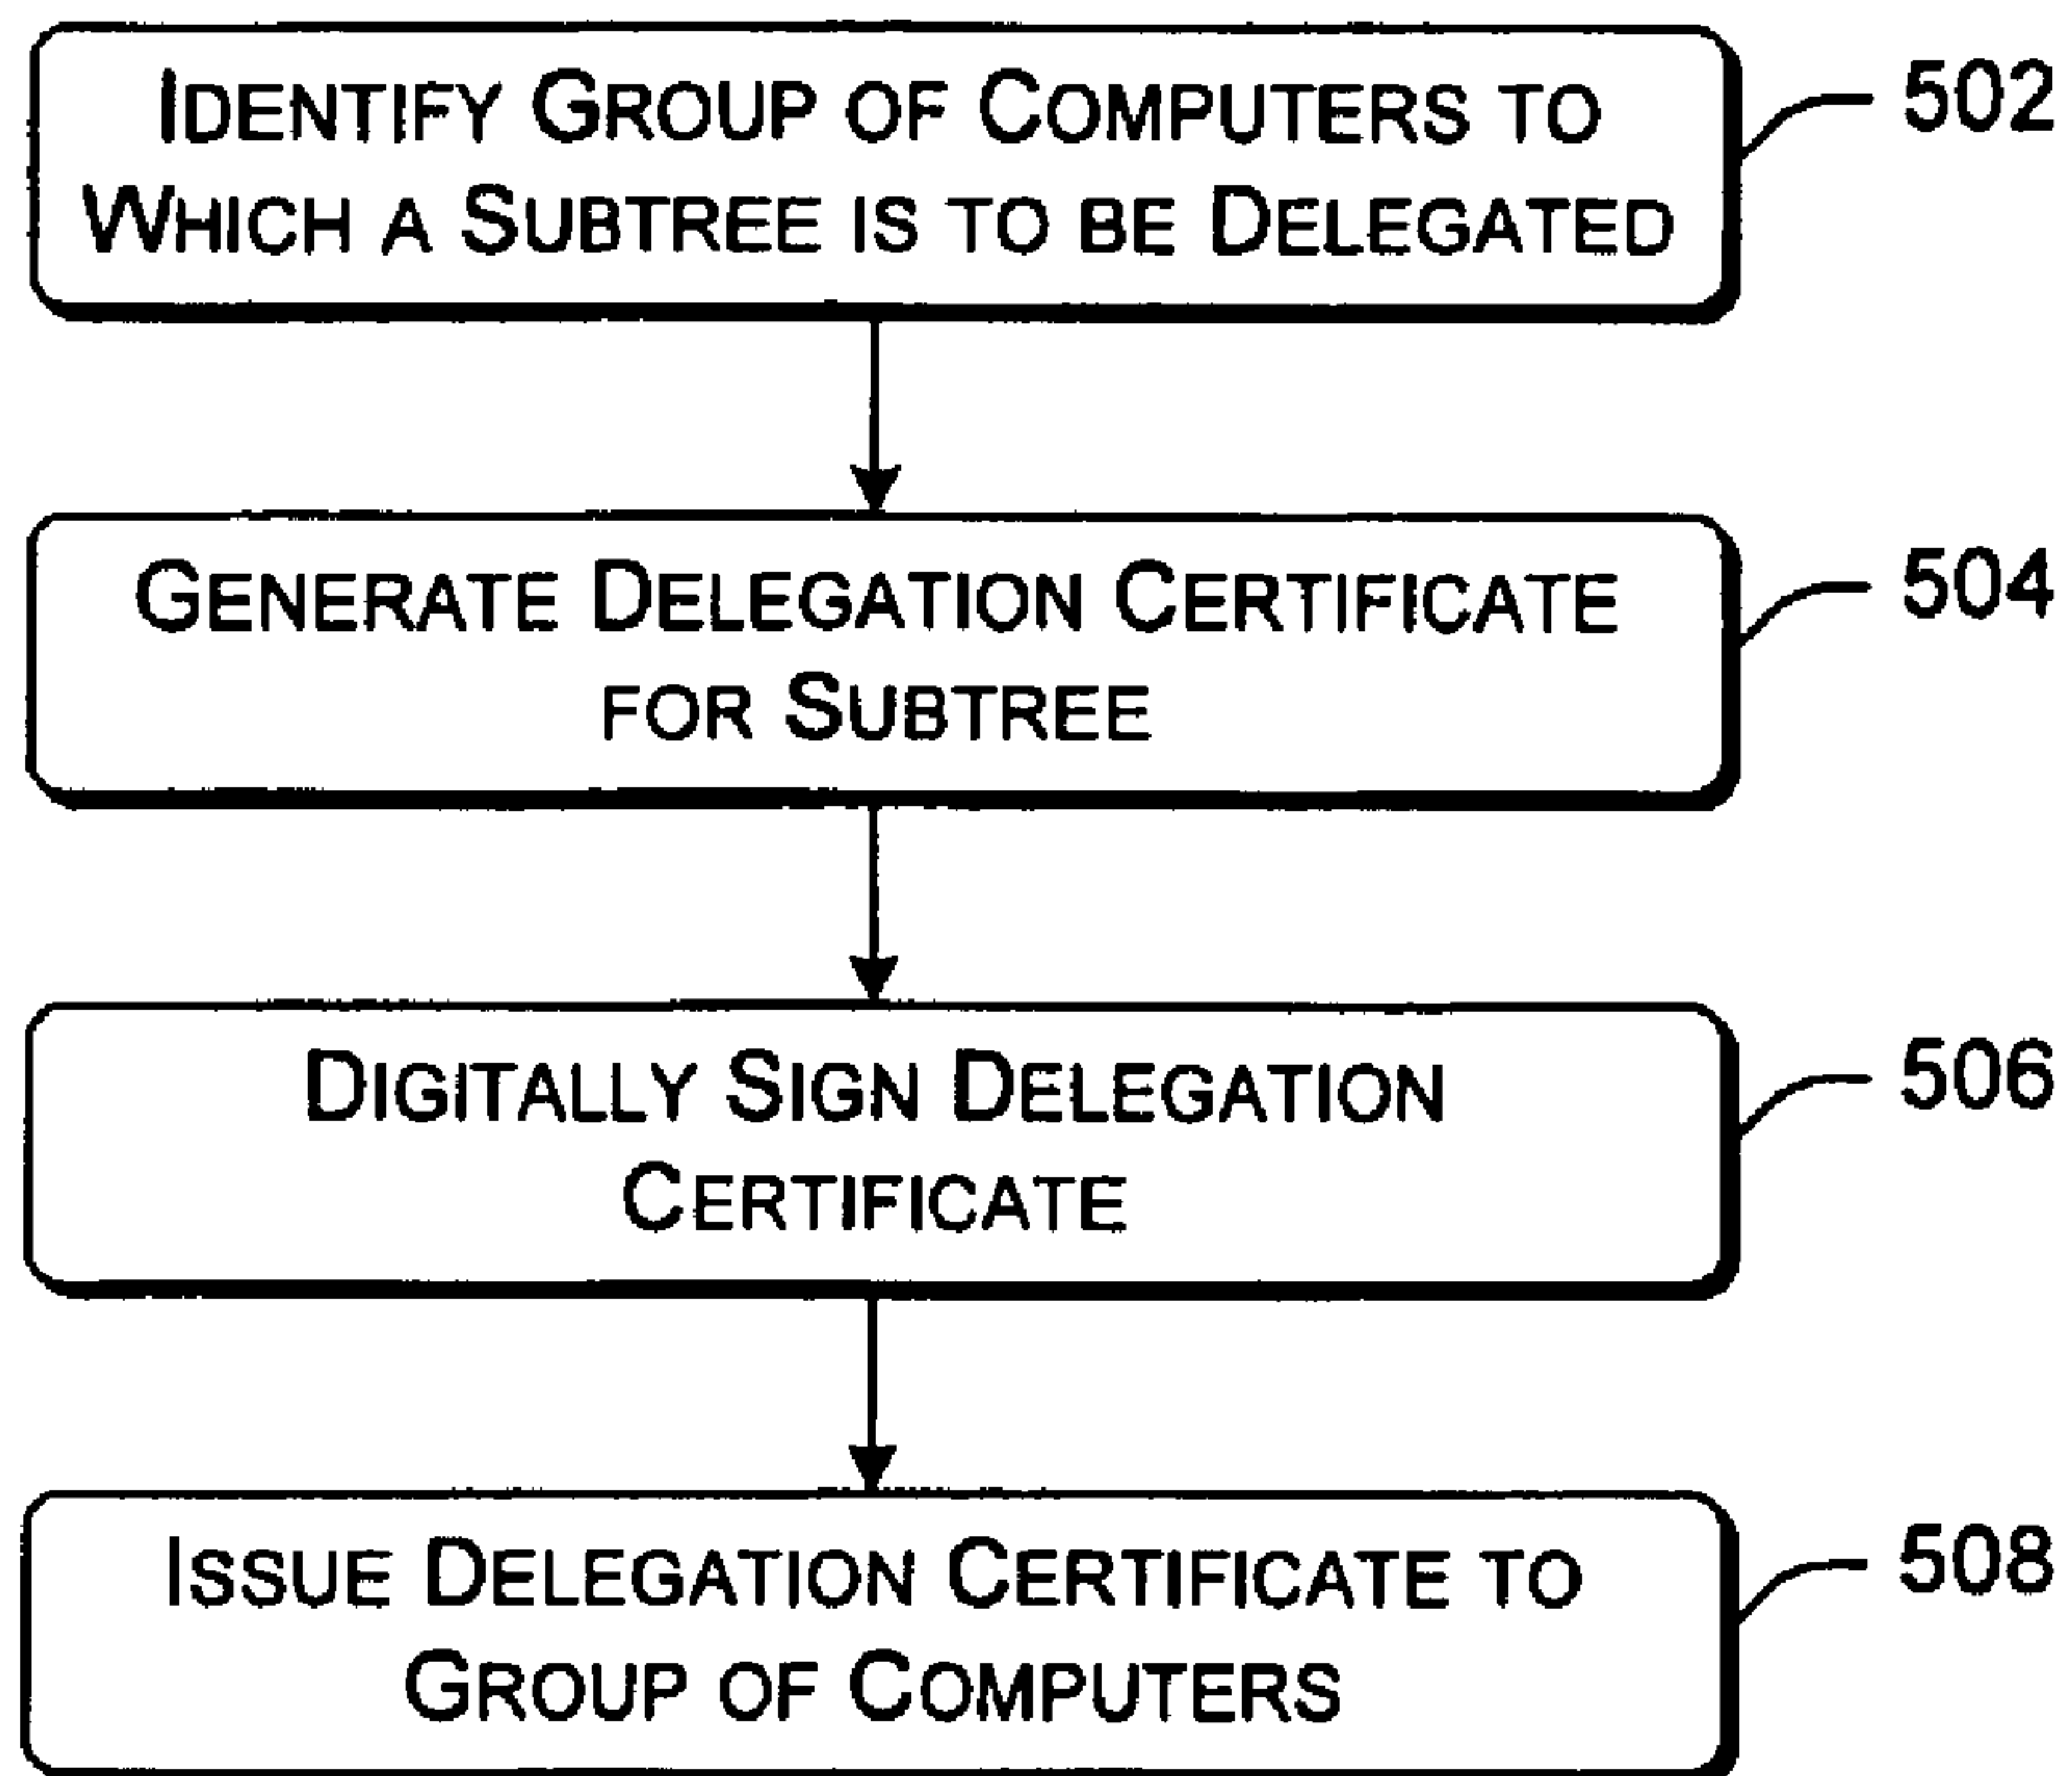 IDENTIFY GROUP OF COMPUTERS TO
WHICH A SUBTREE IS TO BE DELEGATED
502
GENERATE DELEGATION CERTIFICATE
FOR SUBTREE
504
DIGITALLY SIGN DELEGATION
CERTIFICATE
506
ISSUE DELEGATION CERTIFICATE TO
GROUP OF COMPUTERS
508